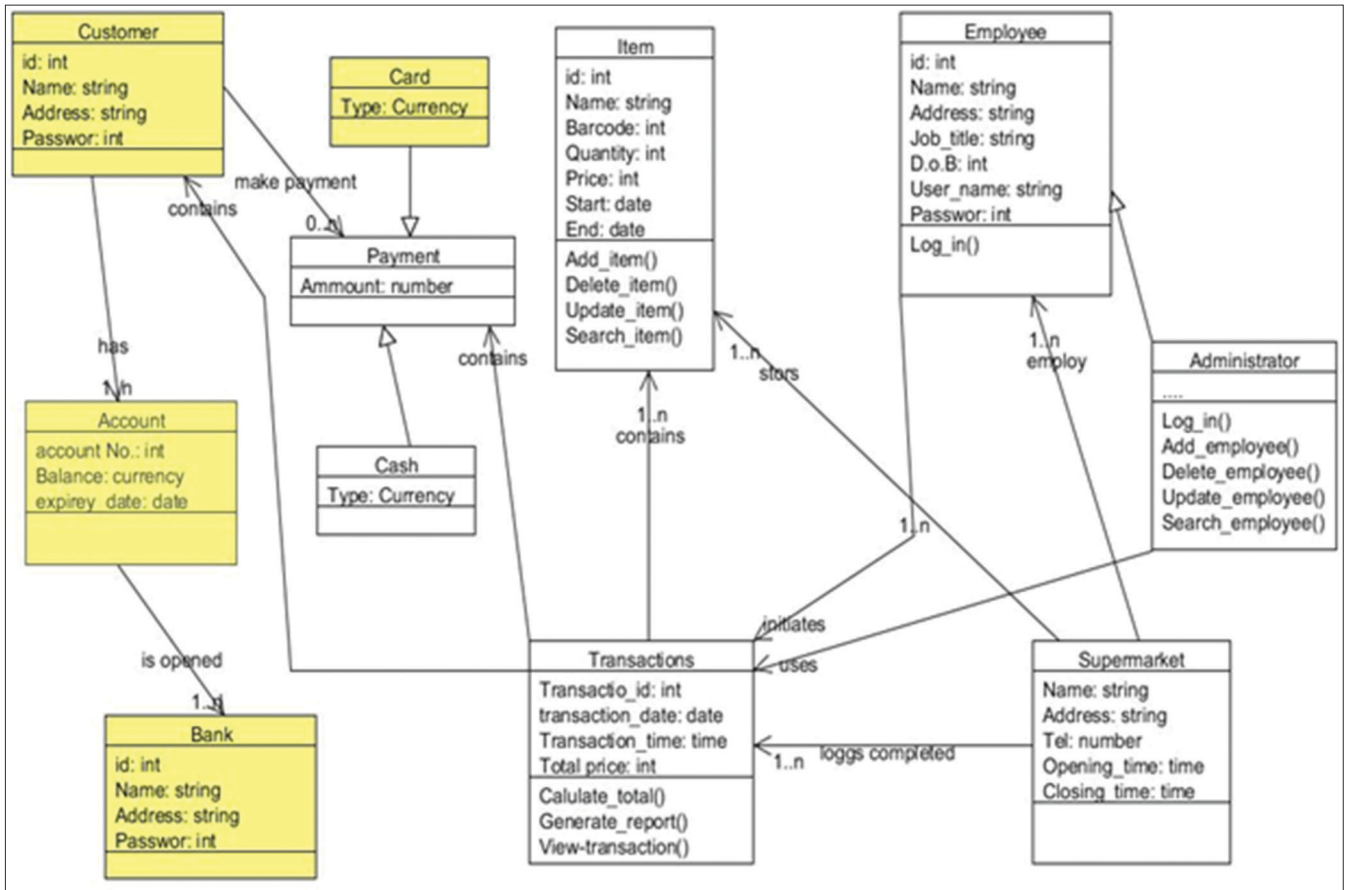 Customer
id: int
Name: string
Address: string
Passwor: int
Card
Type: Currency
make payment
0..n
contains
Payment
Ammount: number
contains
Cash
Type: Currency
has
1..n
Account
account No.: int
Balance: currency
expirey_date: date
is opened
1..n
Bank
id: int
Name: string
Address: string
Passwor: int
Item
id: int
Name: string
Barcode: int
Quantity: int
Price: int
Start: date
End: date
Add_item()
Delete_item()
Update_item()
Search_item()
1..n
contains
1..n
stors
Employee
id: int
Name: string
Address: string
Job_title: string
D.o.B: int
User_name: string
Passwor: int
Log_in()
1..n
employ
Administrator
....
Log_in()
Add_employee()
Delete_employee()
Update_employee()
Search_employee()
1..n
initiates
uses
Transactions
Transactio_id: int
transaction_date: date
Transaction_time: time
Total price: int
Calulate_total()
Generate_report()
View-transaction()
1..n
loggs completed
Supermarket
Name: string
Address: string
Tel: number
Opening_time: time
Closing_time: time